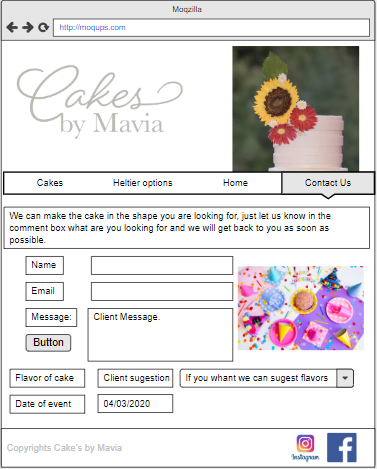 Moqzilla
http://moqups.com
Cakes
by Mavia
Cakes Heltier options Home Contact Us
We can make the cake in the shape you are looking for, just let us know in the
comment box what are you looking for and we will get back to you as soon as
possible.
Name
Email
Message: Client Message.
Button
Flavor of cake Client sugestion If you whant we can sugest flavors
Date of event 04/03/2020
Copyrights Cake's by Mavia
Instagram